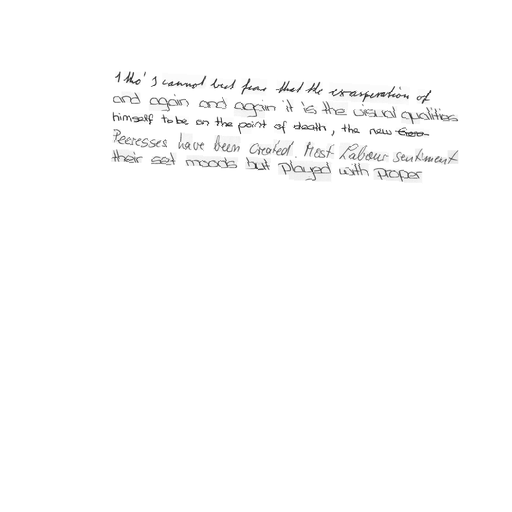 tho' I cannot but fear that the exasperation of
and again and again it is the visual qualities
himself to be on the point of death, the new
Peeresses have been created. Most Labour sentiment
their set moods but played with proper